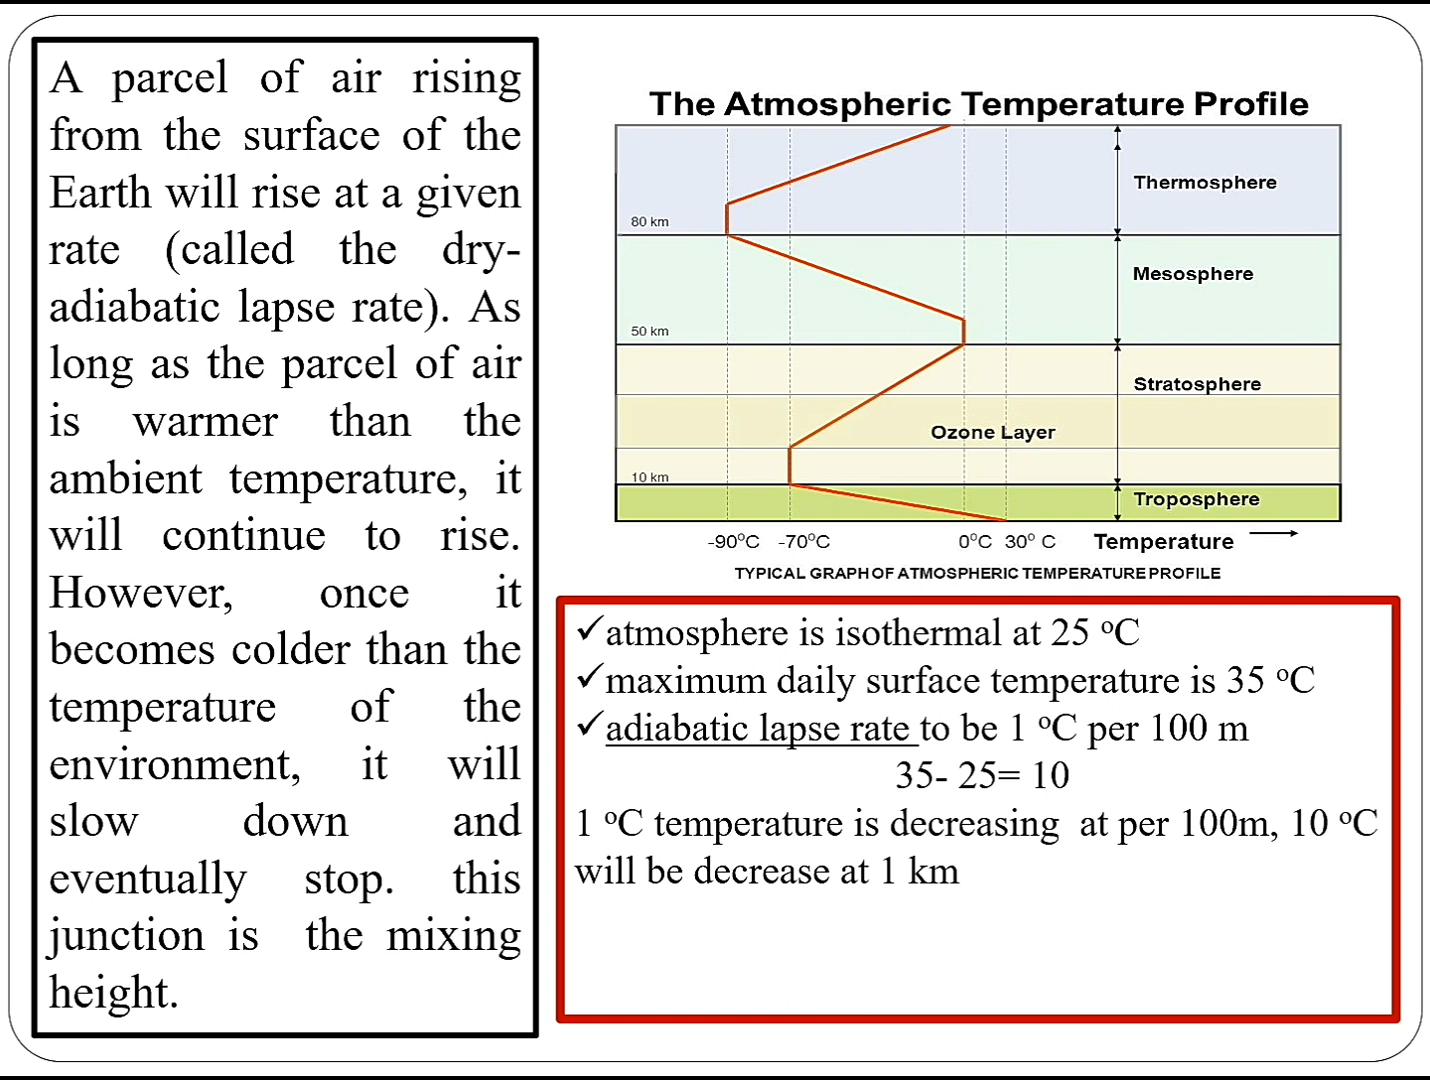 A parcel of air rising
from the surface of the
Earth will rise at a given
rate (called the dry-
adiabatic lapse rate). As
long as the parcel of air
is warmer than the
ambient temperature, it
will continue to rise.
However, once it
becomes colder than the
temperature of the
environment, it will
slow down and
eventually stop. this
junction is the mixing
height.
The Atmospheric Temperature Profile
Thermosphere
80 km
Mesosphere
50 km
Stratosphere
Ozone Layer
10 km
Troposphere
-90°C -70°C 0°C 30° C Temperature
TYPICAL GRAPH OF ATMOSPHERIC TEMPERATURE PROFILE
✓atmosphere is isothermal at 25 °C
✓maximum daily surface temperature is 35 °C
✓adiabatic lapse rate to be 1 °C per 100 m
35- 25= 10
1 °C temperature is decreasing at per 100m, 10 °C
will be decrease at 1 km